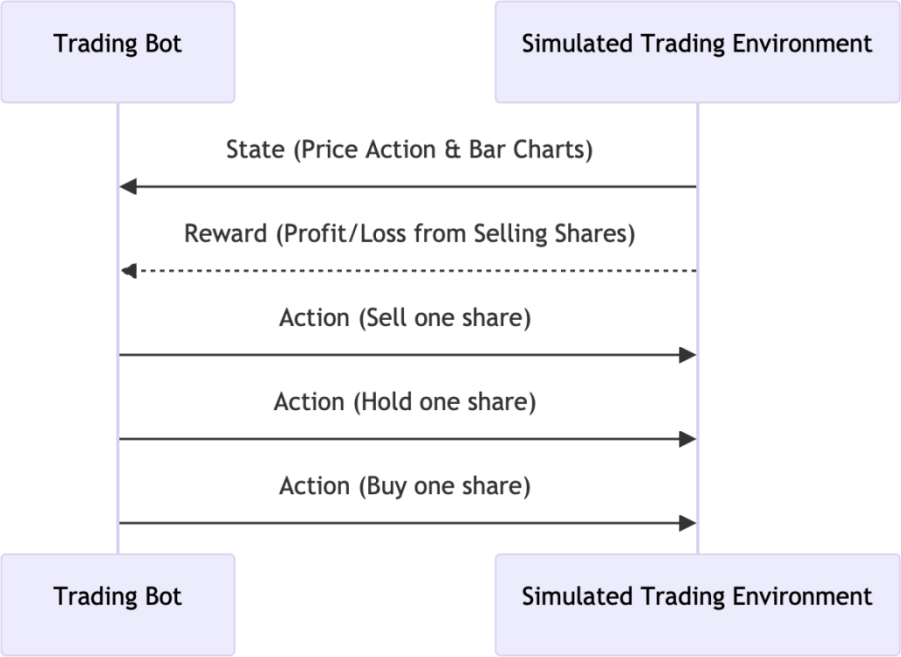 Trading Bot
Simulated Trading Environment
State (Price Action & Bar Charts)
Reward (Profit/Loss from Selling Shares)
Action (Sell one share)
Action (Hold one share)
Action (Buy one share)
Trading Bot
Simulated Trading Environment